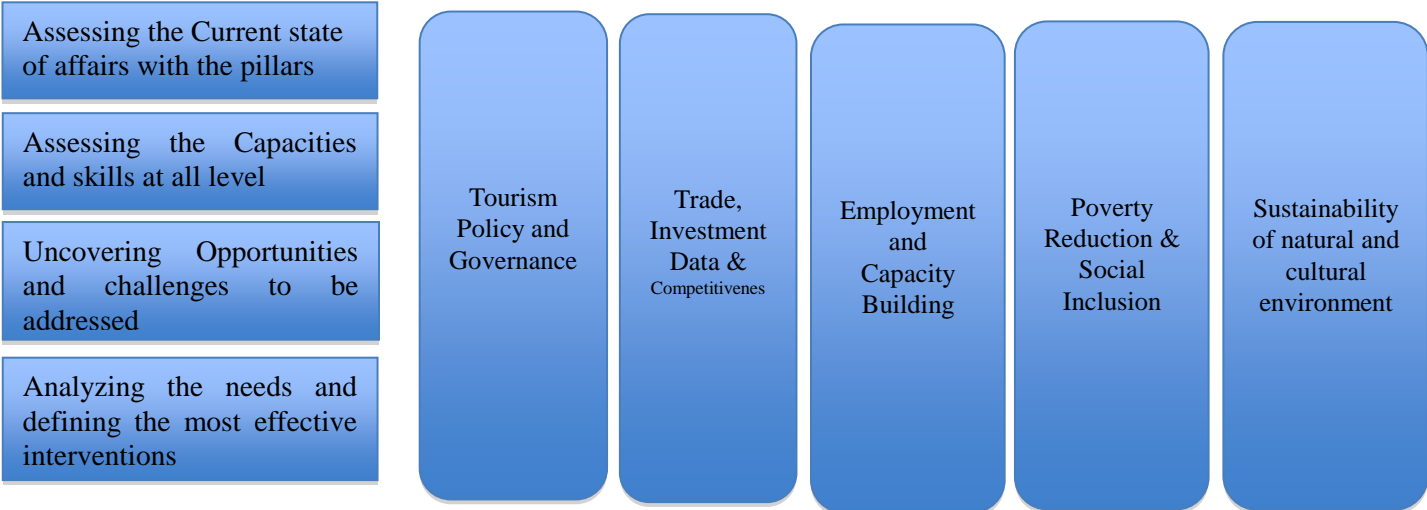 Assessing the Current state
of affairs with the pillars
Assessing the Capacities
and skills at all level
Uncovering Opportunities
and challenges to be
addressed
Analyzing the needs and
defining the most effective
interventions
Tourism
Policy and
Governance
Trade,
Investment
Data &
Competitivenes
Employment
and
Capacity
Building
Poverty
Reduction &
Social
Inclusion
Sustainability
of natural and
cultural
environment